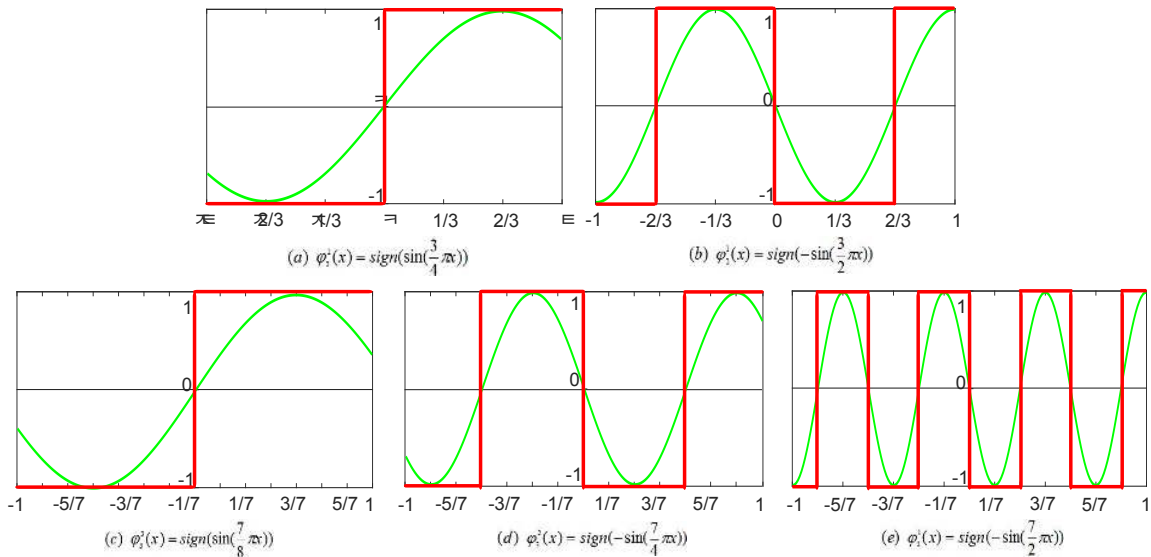 1 1
0
-1 -1
2/3 1/3 1/3 2/3 -1 -2/3 -1/3 0 1/3 2/3 1
(a) sign(sin(3/4 πx)) (b) sign(-sin(3/2 πx))
1 1 1
0 0 0
-1 -1 -1
-1 -5/7 -3/7 -1/7 1/7 3/7 5/7 1 -1 -5/7 -3/7 -1/7 1/7 3/7 5/7 1 -1 -5/7 -3/7 -1/7 1/7 3/7 5/7 1
(c) sign(sin(7/8 πx)) (d) sign(-sin(7/4 πx)) (e) sign(-sin(7/2 πx))